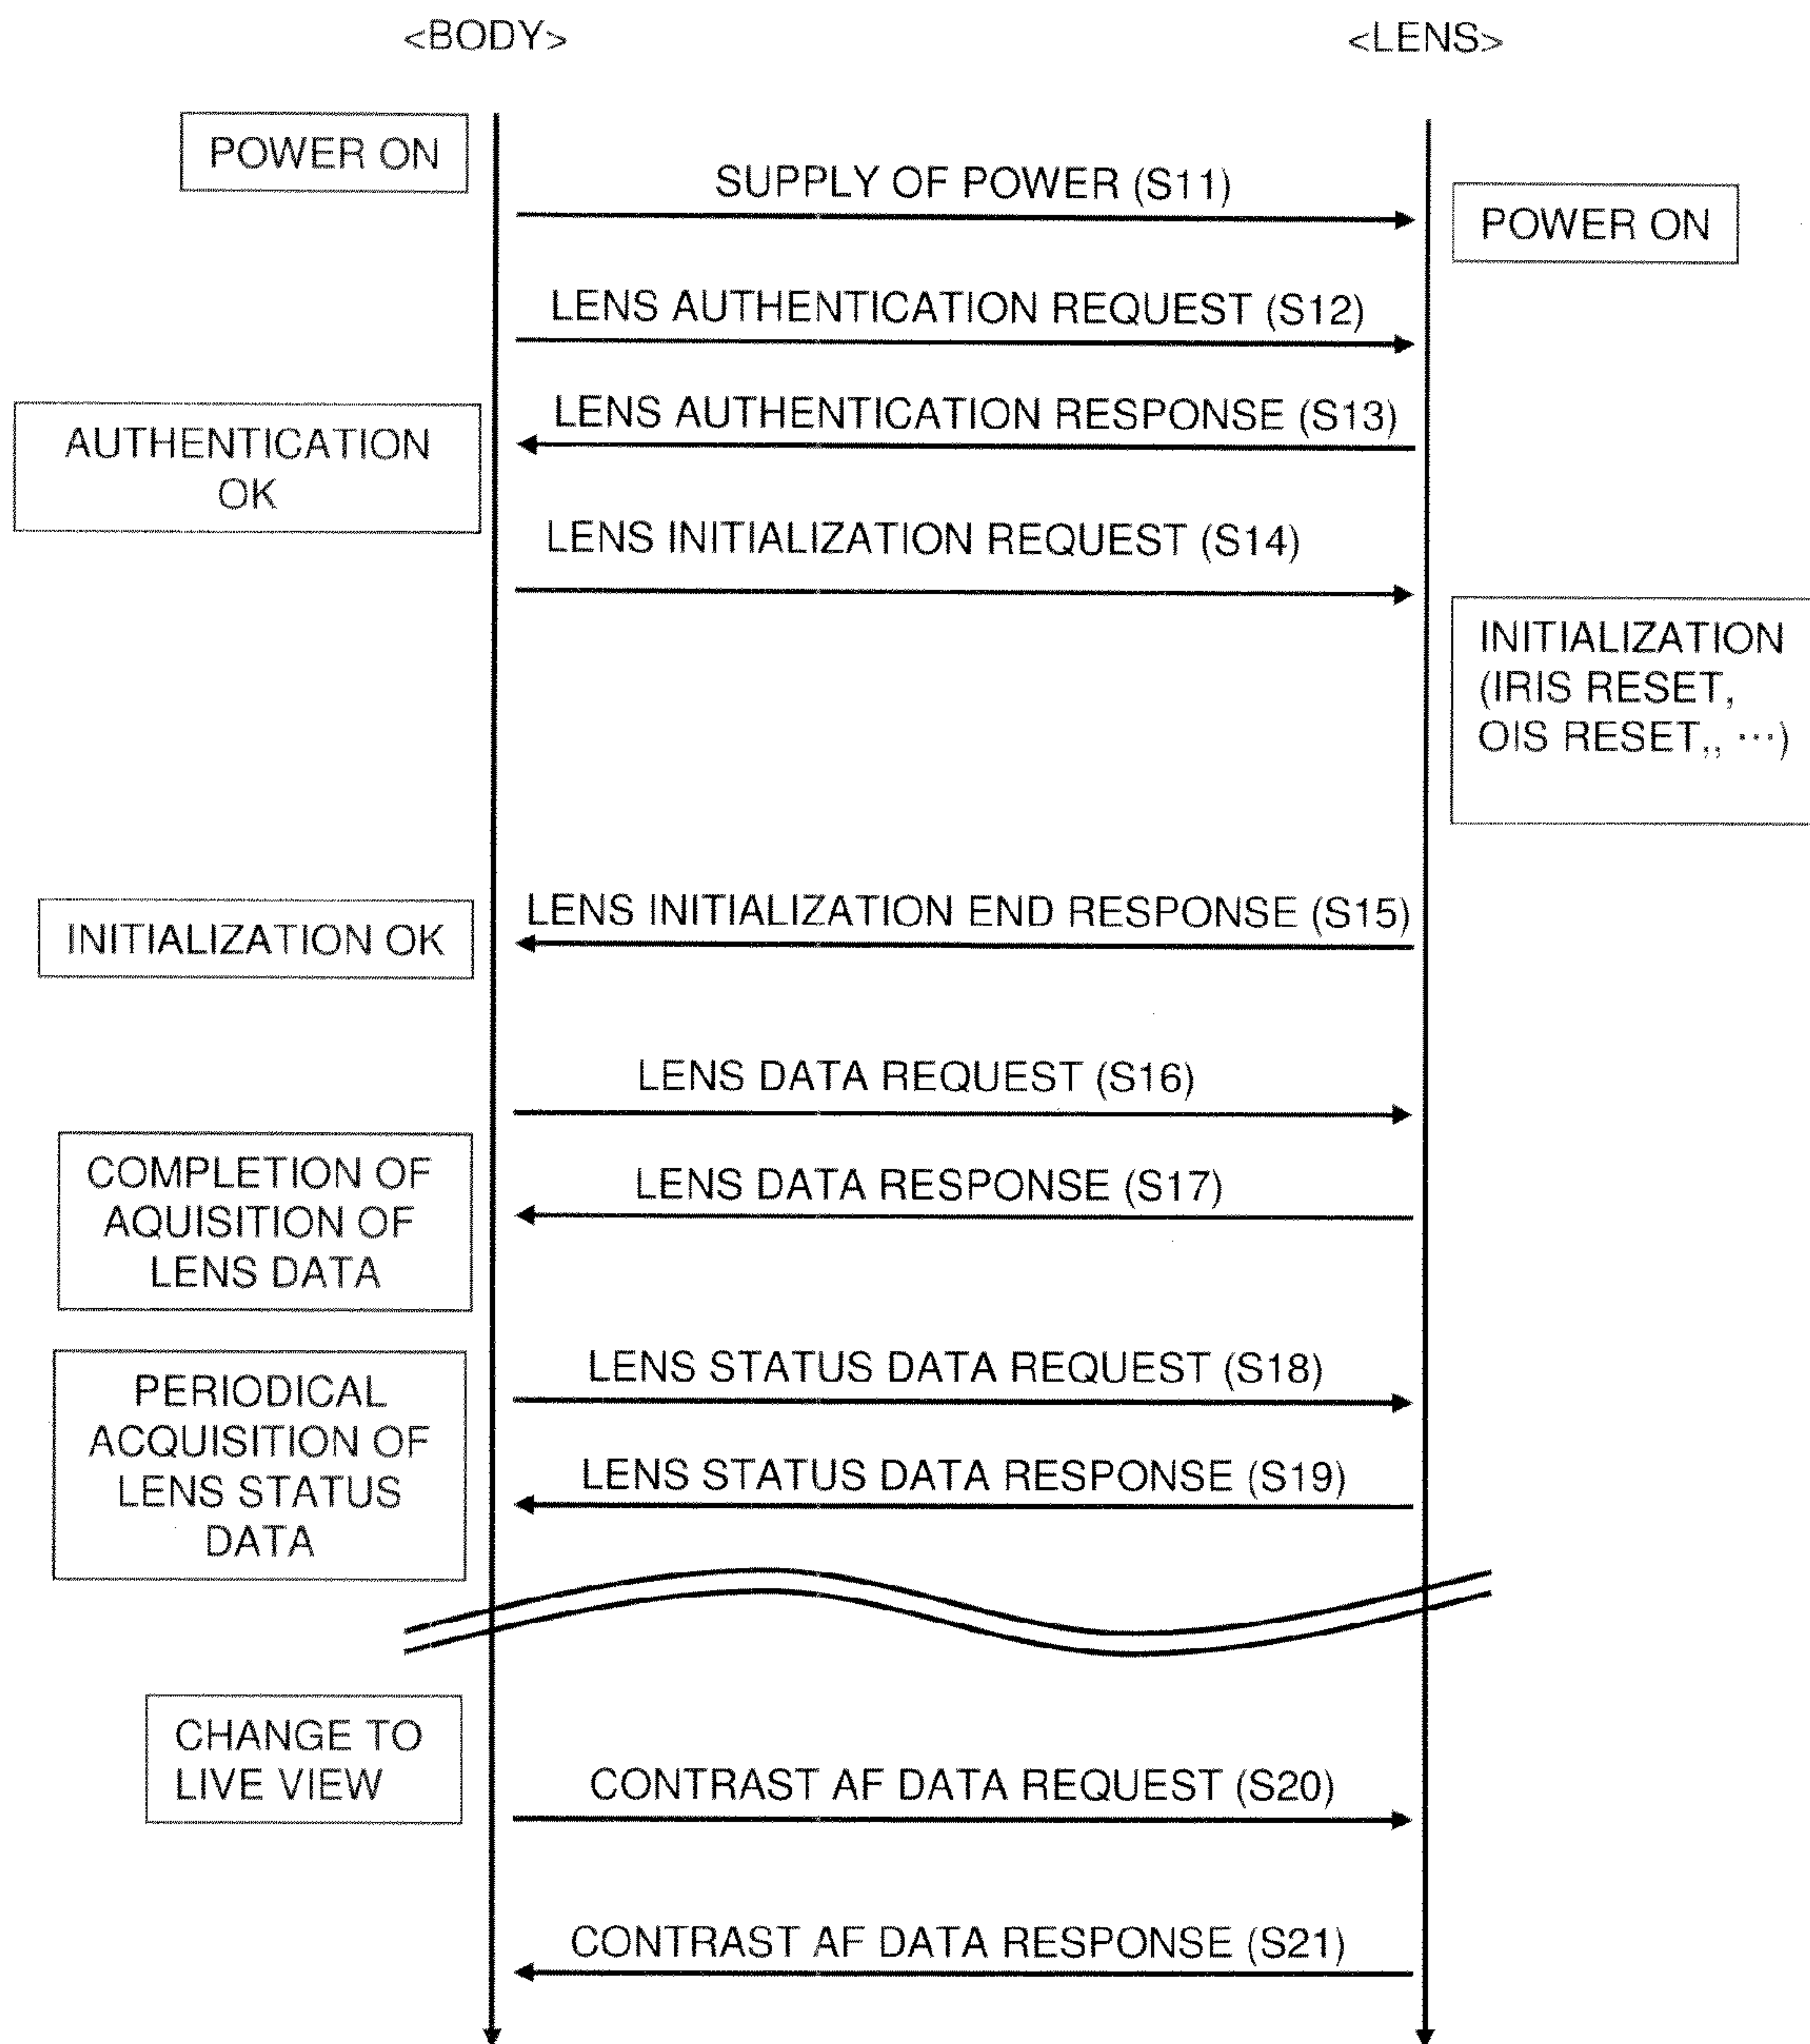 <BODY>
<LENS>
POWER ON
SUPPLY OF POWER (S11)
POWER ON
LENS AUTHENTICATION REQUEST (S12)
LENS AUTHENTICATION RESPONSE (S13)
AUTHENTICATION
OK
LENS INITIALIZATION REQUEST (S14)
INITIALIZATION
(IRIS RESET,
OIS RESET,, ···)
LENS INITIALIZATION END RESPONSE (S15)
INITIALIZATION OK
LENS DATA REQUEST (S16)
COMPLETION OF
AQUISITION OF
LENS DATA
LENS DATA RESPONSE (S17)
LENS STATUS DATA REQUEST (S18)
PERIODICAL
ACQUISITION OF
LENS STATUS
DATA
LENS STATUS DATA RESPONSE (S19)
CHANGE TO
LIVE VIEW
CONTRAST AF DATA REQUEST (S20)
CONTRAST AF DATA RESPONSE (S21)